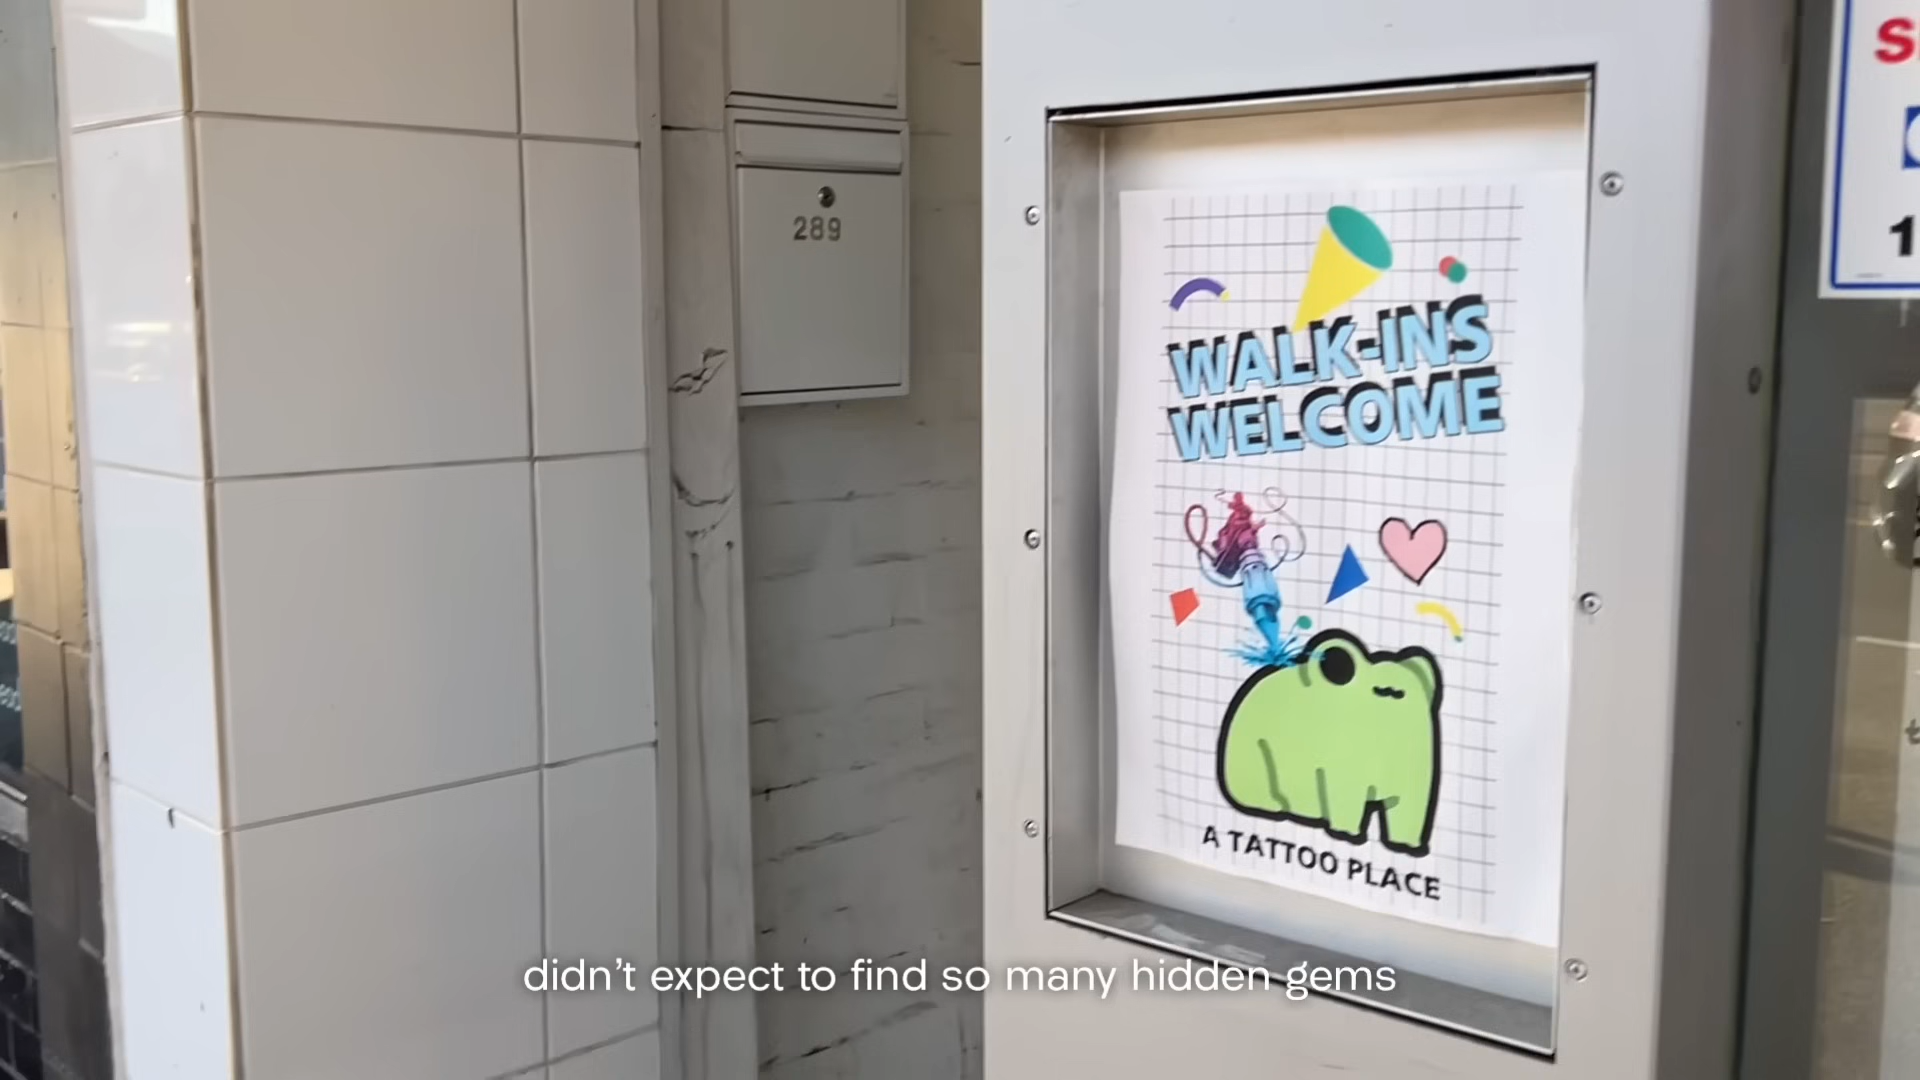 289
WALK-INS
WELCOME
A TATTOO PLACE
didn't expect to find so many hidden gems